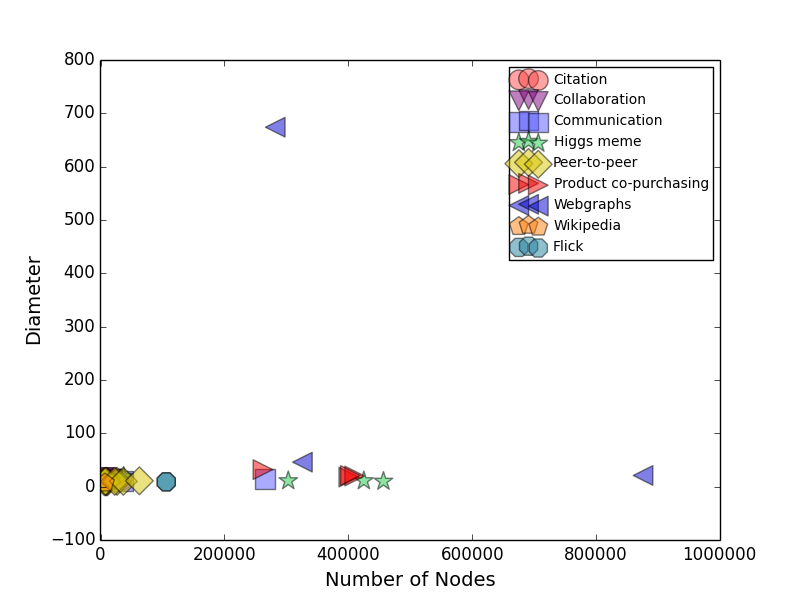 800
700
600
500
400
300
200
100
0
−100
0 200000 400000 600000 800000 1000000
Diameter
Number of Nodes
Citation
Collaboration
Communication
Higgs meme
Peer-to-peer
Product co-purchasing
Webgraphs
Wikipedia
Flick